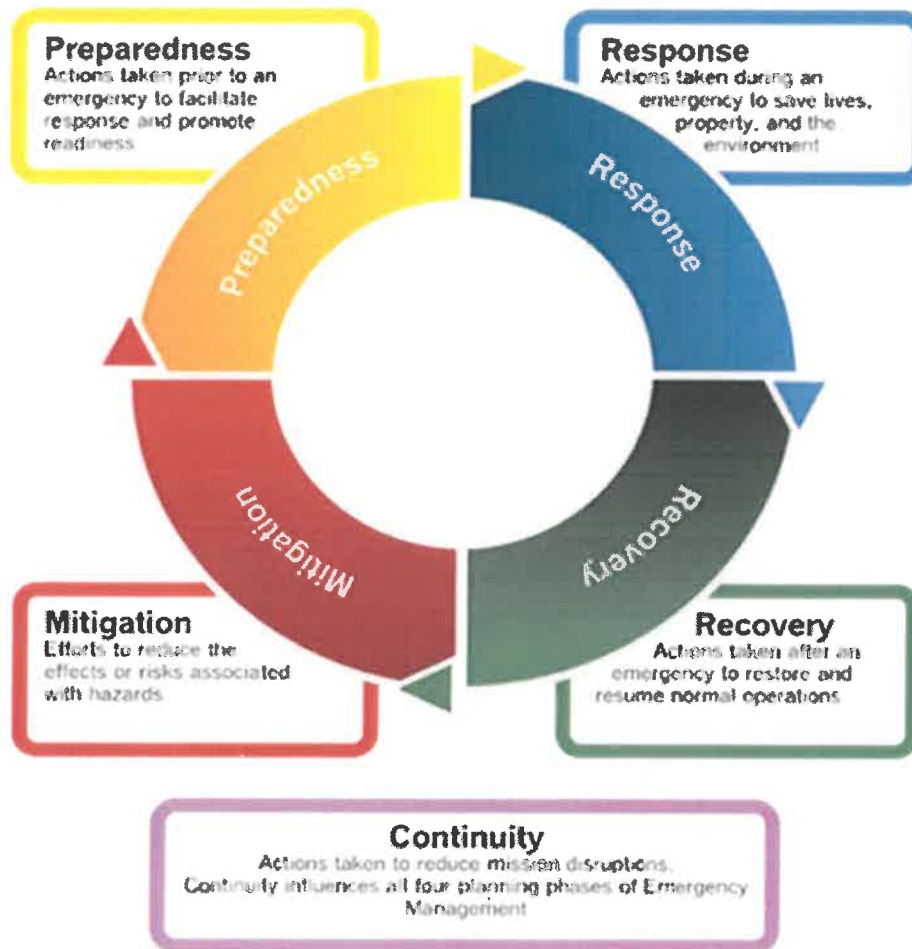 Preparedness
Actions taken prior to an
emergency to facilitate
response and promote
readiness
Response
Actions taken during an
emergency to save lives,
property, and the
environment
Preparedness
Response
Mitigation
Recovery
Mitigation
Efforts to reduce the
effects or risks associated
with hazards
Recovery
Actions taken after an
emergency to restore and
resume normal operations
Continuity
Actions taken to reduce mission disruptions.
Continuity influences all four planning phases of Emergency
Management